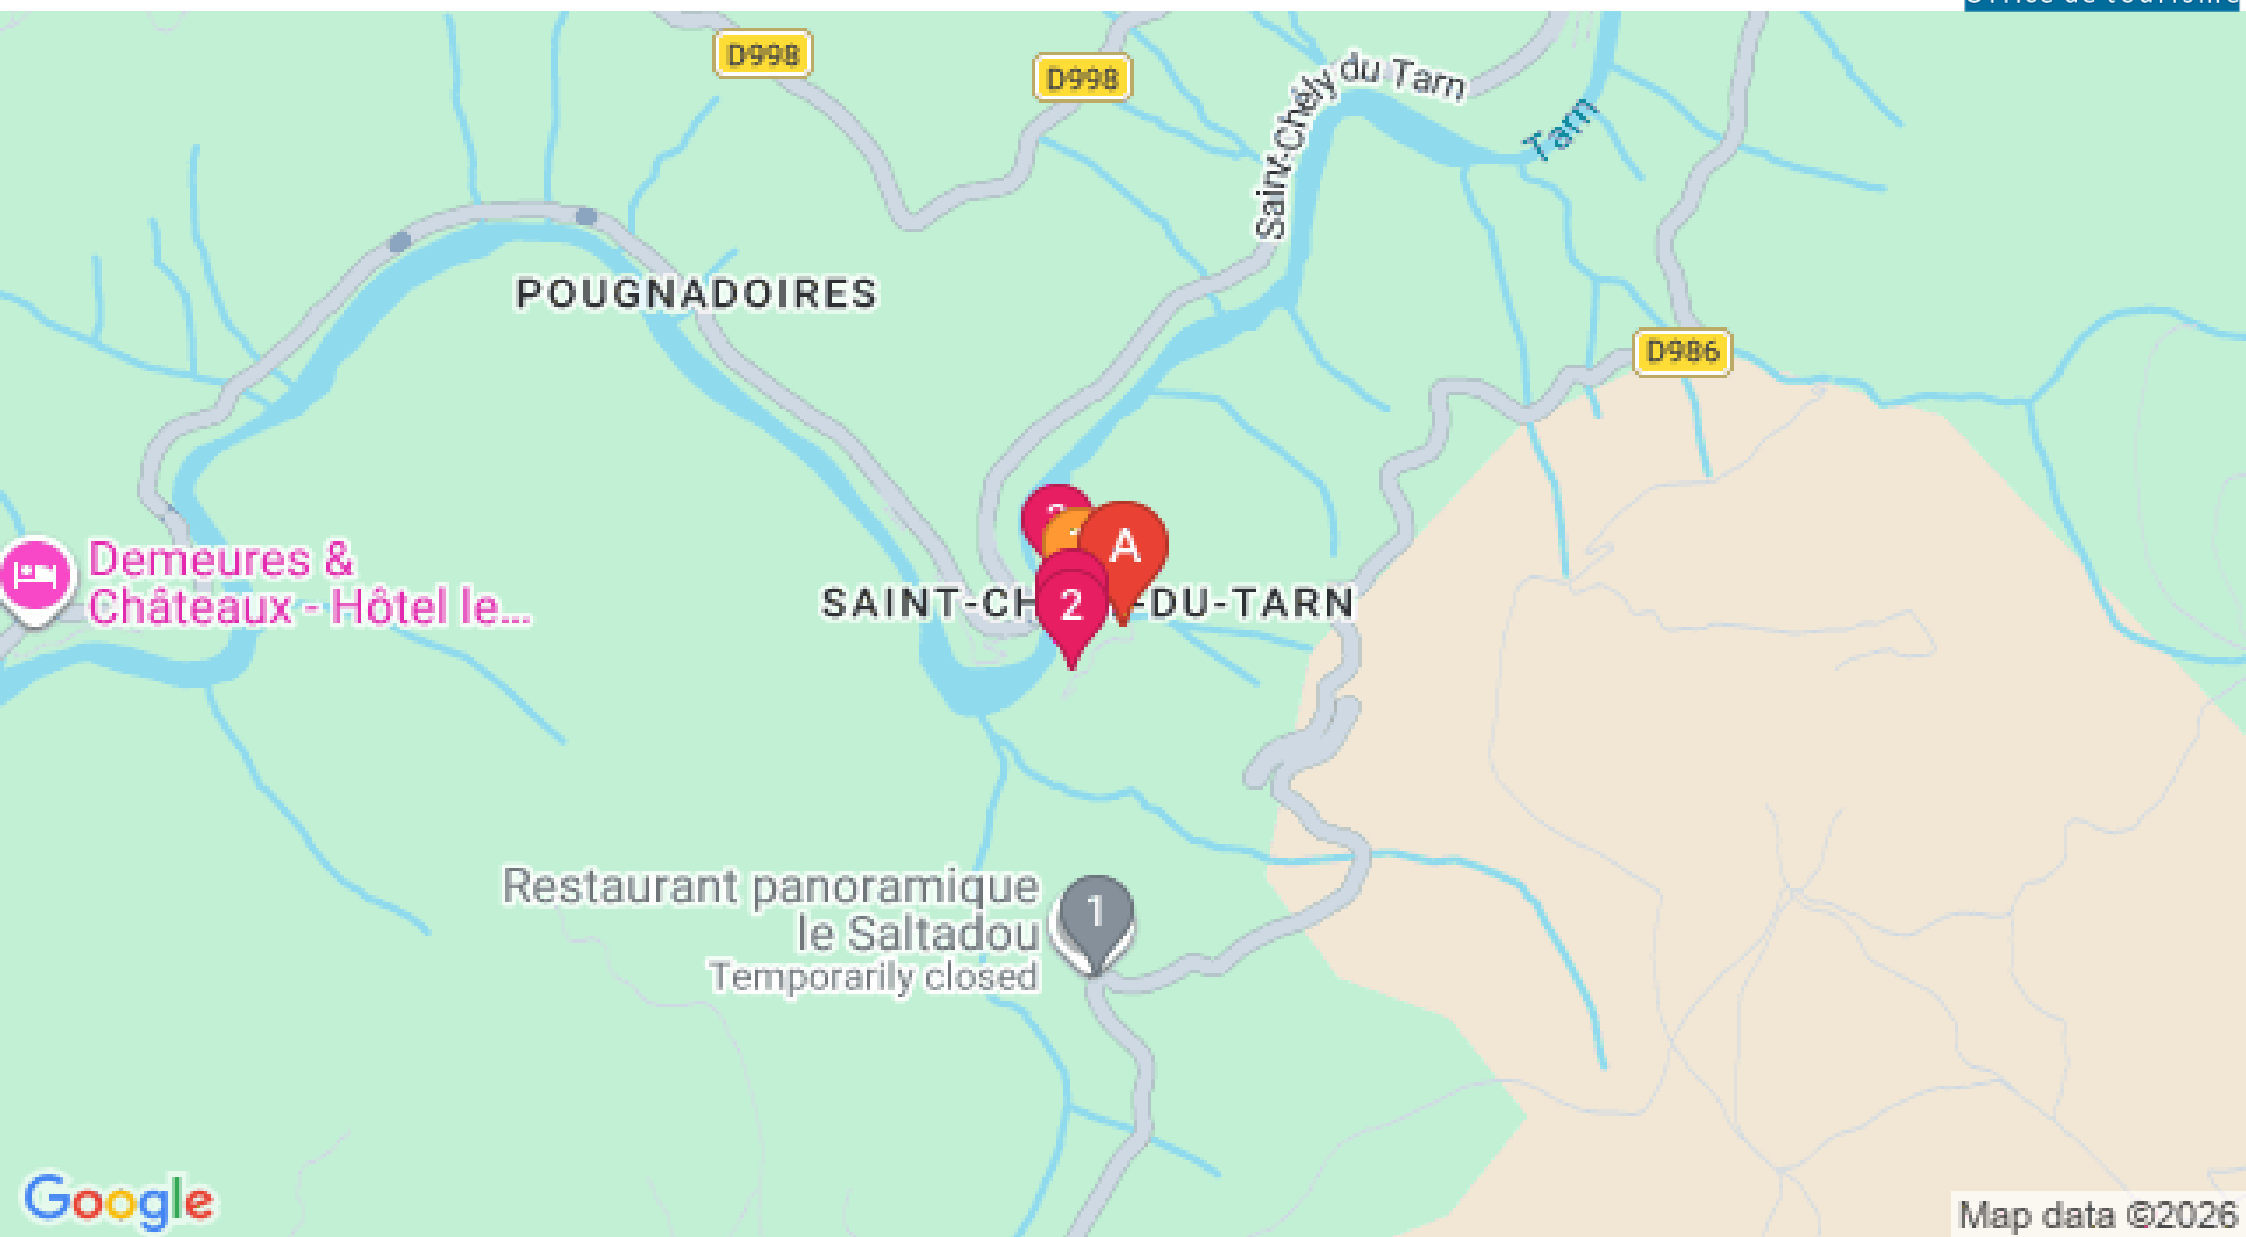 D998
D998
Saint-Chély du Tarn
Tarn
POUGNADOIRES
D986
A
Demeures &
Châteaux - Hôtel le...
SAINT-CH
-DU-TARN
2
Restaurant panoramique
le Saltadou
Temporarily closed
1
Google
Map data ©2026